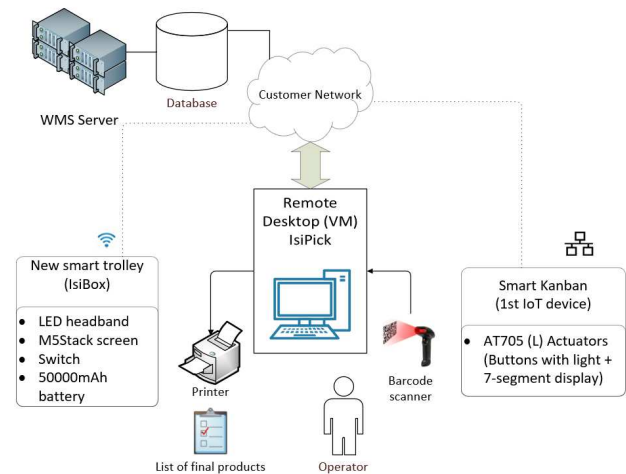 Database
WMS Server
Customer Network
Remote
Desktop (VM)
IsiPick
New smart trolley
(IsiBox)
• LED headband
• M5Stack screen
• Switch
• 50000mAh
battery
Smart Kanban
(1st IoT device)
• AT705 (L) Actuators
(Buttons with light +
7-segment display)
Printer
Barcode
scanner
List of final products
Operator